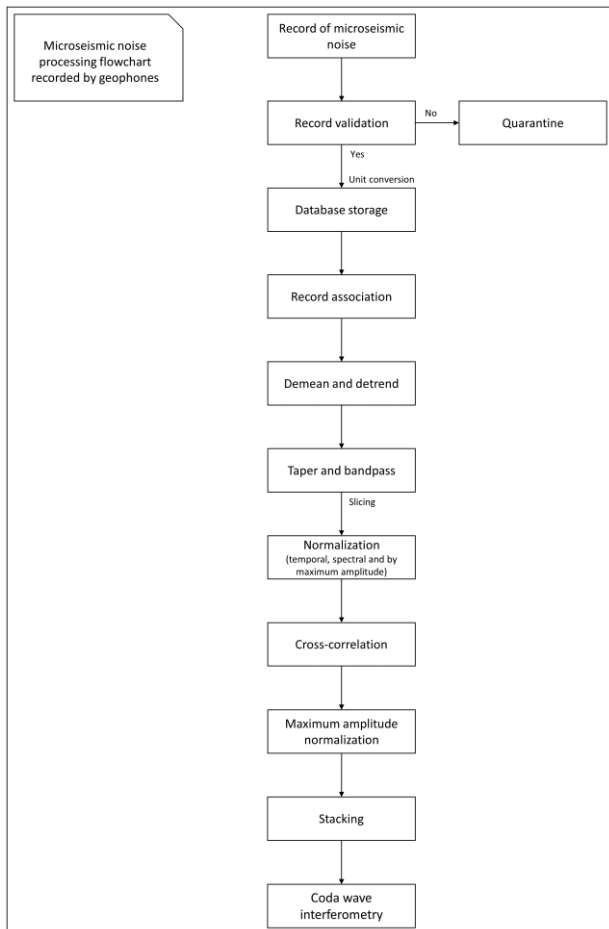 Microseismic noise
processing flowchart
recorded by geophones
Record of microseismic
noise
Record validation
No
Quarantine
Yes
Unit conversion
Database storage
Record association
Demean and detrend
Taper and bandpass
Slicing
Normalization
(temporal, spectral and by
maximum amplitude)
Cross-correlation
Maximum amplitude
normalization
Stacking
Coda wave
interferometry